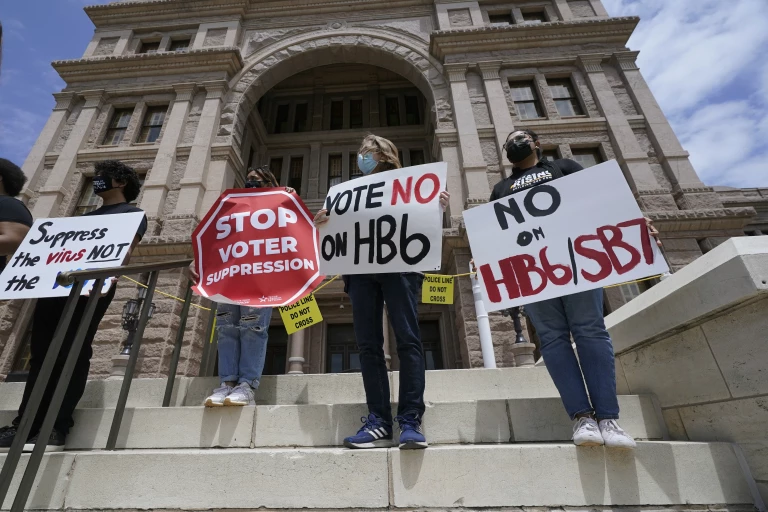 Suppress
the virus NOT
the
STOP
VOTER
SUPPRESSION
VOTE NO
ON HB6
NO
ON
HB6/SB7
POLICE LINE
DO NOT
CROSS
POLICE LINE
DO NOT
CROSS